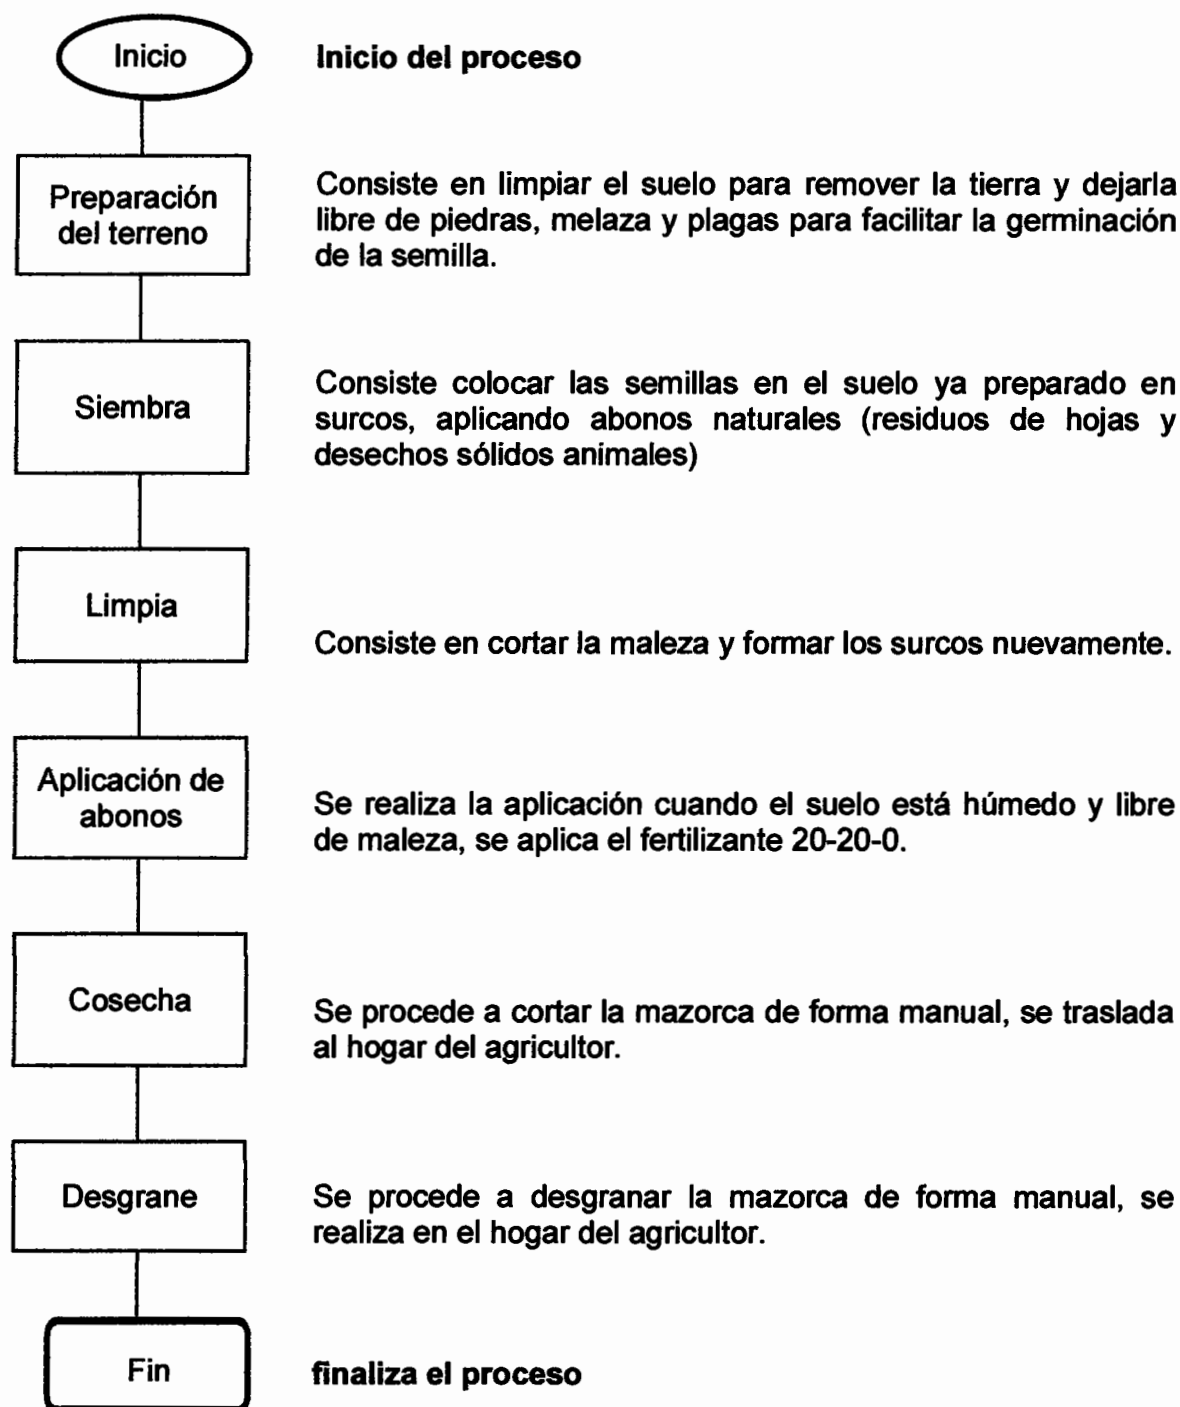 Inicio
Inicio del proceso
Preparación
del terreno
Consiste en limpiar el suelo para remover la tierra y dejarla
libre de piedras, melaza y plagas para facilitar la germinación
de la semilla.
Siembra
Consiste colocar las semillas en el suelo ya preparado en
surcos, aplicando abonos naturales (residuos de hojas y
desechos sólidos animales)
Limpia
Consiste en cortar la maleza y formar los surcos nuevamente.
Aplicación de
abonos
Se realiza la aplicación cuando el suelo está húmedo y libre
de maleza, se aplica el fertilizante 20-20-0.
Cosecha
Se procede a cortar la mazorca de forma manual, se traslada
al hogar del agricultor.
Desgrane
Se procede a desgranar la mazorca de forma manual, se
realiza en el hogar del agricultor.
Fin
finaliza el proceso